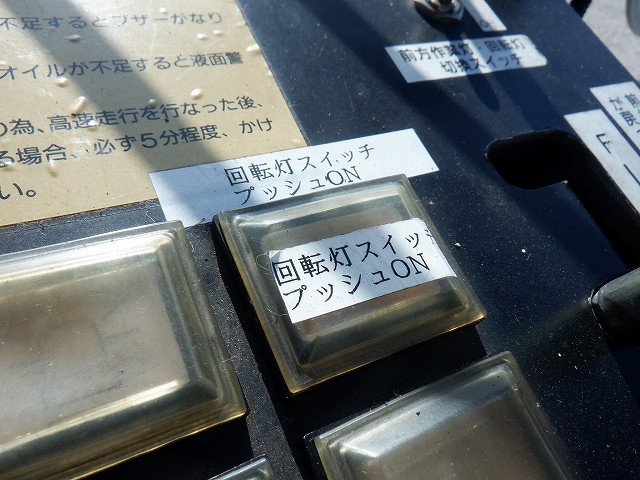 不足するとブザーがなり
オイルが不足すると液面警
の為、高速走行を行なった後、
る場合、必ず5分程度、かけ
い。
前方作業灯・回転灯
切換スイッチ
回転灯スイッチ
プッシュON
回転灯スイッチ
プッシュON
F